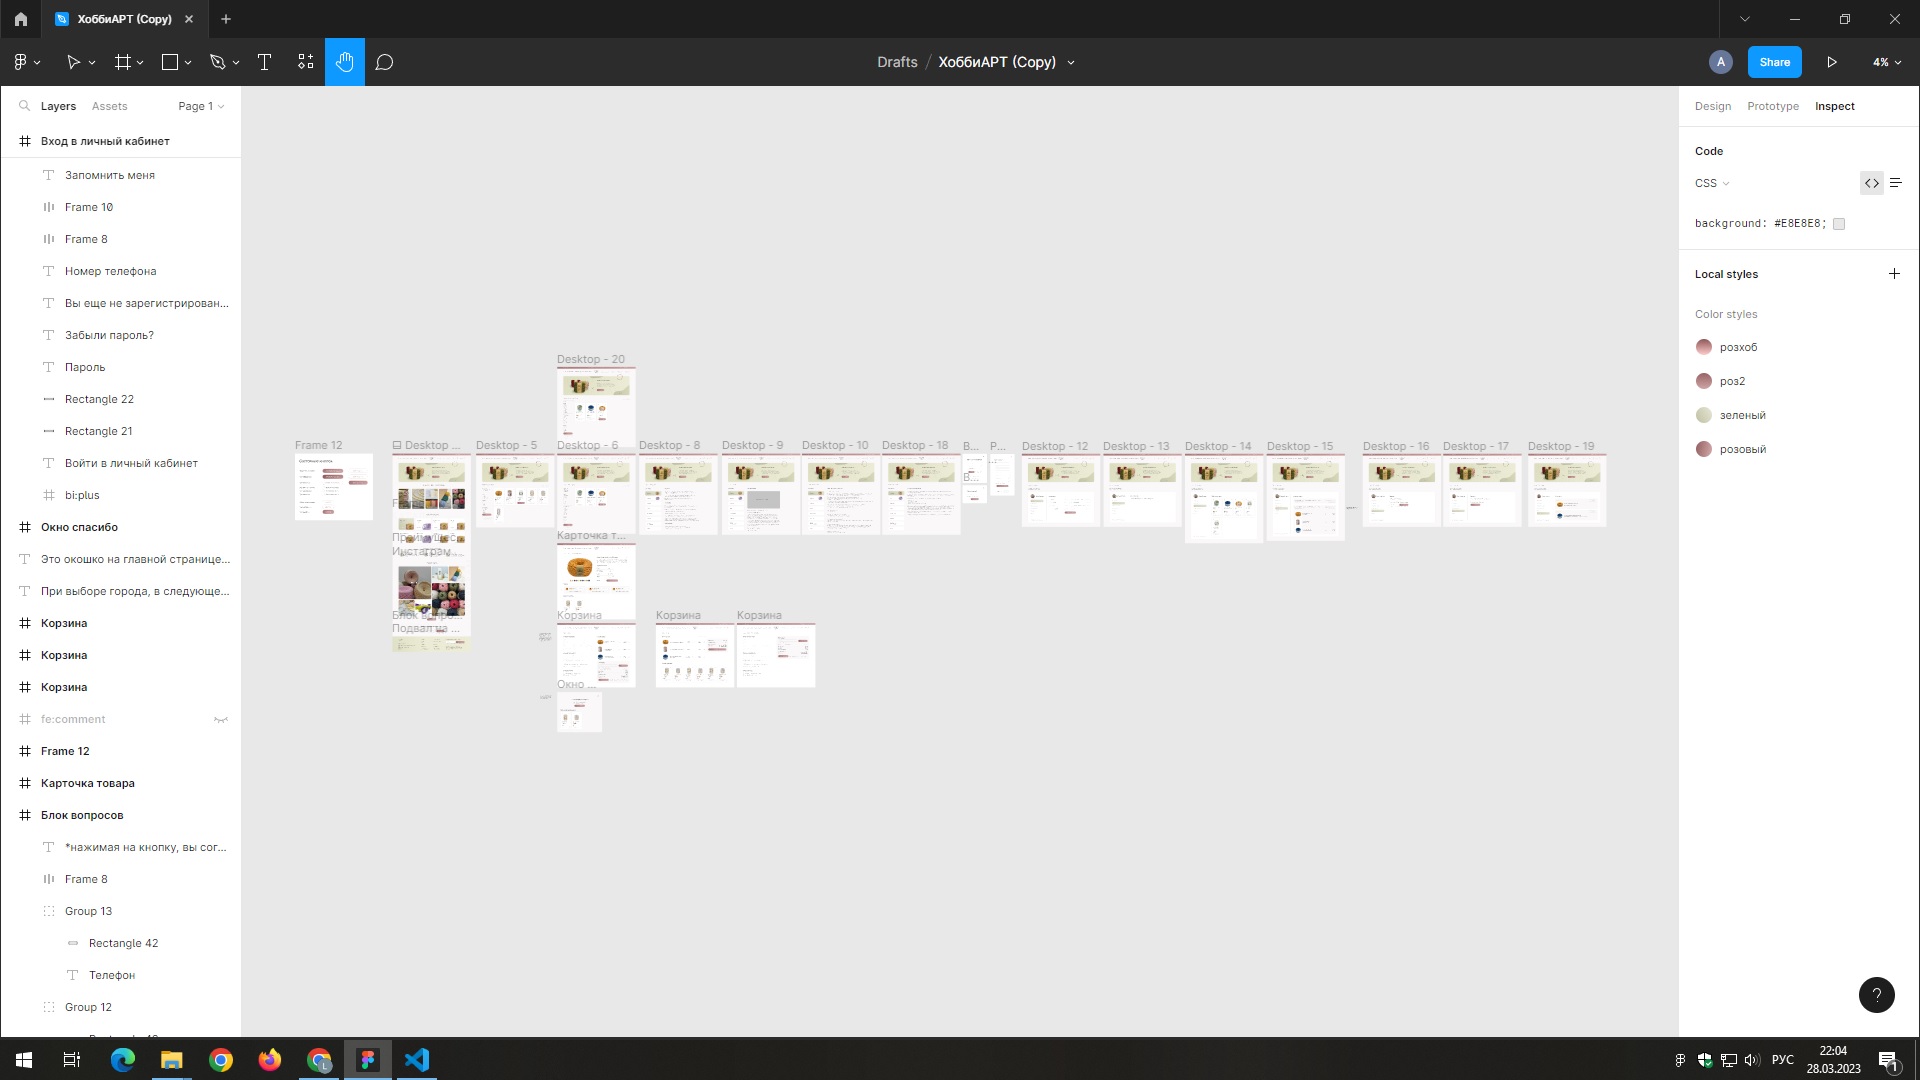 ХоббиАРТ (Copy)
Drafts / ХоббиАРТ (Copy)
A
Share
4%
Layers
Assets
Page 1
Вход в личный кабинет
Запомнить меня
Frame 10
Frame 8
Номер телефона
Вы еще не зарегистрирован...
Забыли пароль?
Пароль
Rectangle 22
Rectangle 21
Войти в личный кабинет
bi:plus
Окно спасибо
Это окошко на главной странице...
При выборе города, в следующе...
Корзина
Корзина
Корзина
fe:comment
Frame 12
Карточка товара
Блок вопросов
*нажимая на кнопку, вы сог...
Frame 8
Group 13
Rectangle 42
Телефон
Group 12
Desktop - 20
Frame 12
Desktop ...
Desktop - 5
Desktop - 6
Desktop - 8
Desktop - 9
Desktop - 10
Desktop - 18
В...
Р...
Desktop - 12
Desktop - 13
Desktop - 14
Desktop - 15
Desktop - 16
Desktop - 17
Desktop - 19
В...
Карточка т...
Преимущес...
Инстаграм
Блок вопро...
Подвал на ...
Корзина
Корзина
Корзина
Окно ...
Design
Prototype
Inspect
Code
CSS
background: #E8E8E8;
Local styles
Color styles
розхоб
роз2
зеленый
розовый
?
L
РУС
22:04
28.03.2023
1